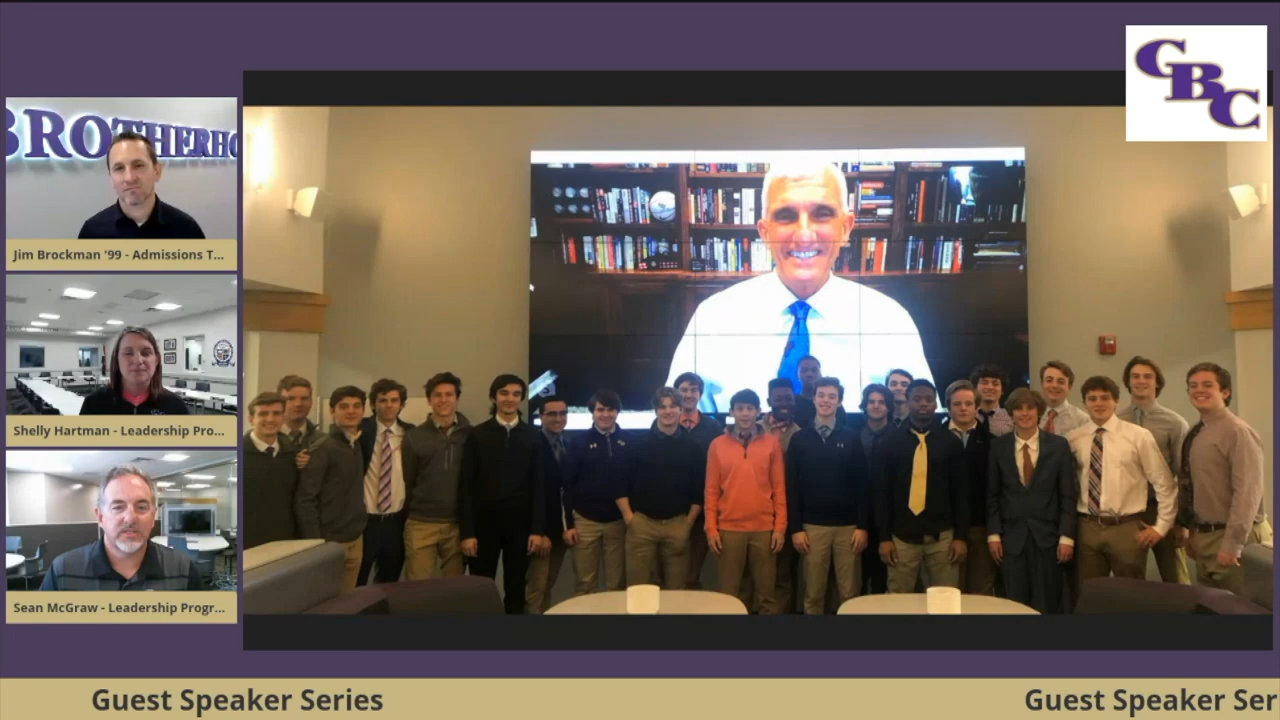 CBC
BROTHERHO
Jim Brockman '99 - Admissions T...
Shelly Hartman - Leadership Pro...
Sean McGraw - Leadership Progr...
Guest Speaker Series
Guest Speaker Ser